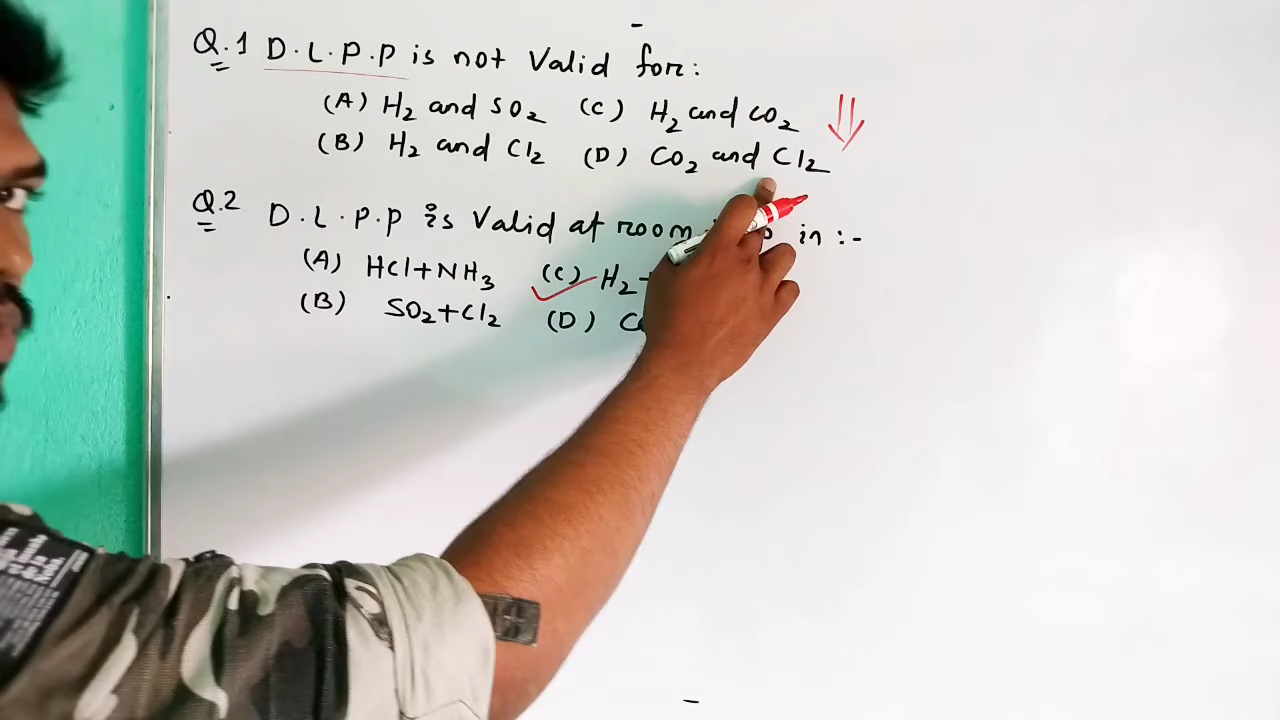 Q.1 D.L.P.P is not Valid for:
(A) H₂ and SO₂ (C) H₂ and CO₂
(B) H₂ and Cl₂ (D) CO₂ and Cl₂
Q.2 D.L.P.P is Valid at room in :-
(A) HCl+NH₃ (C) H₂+
(B) SO₂+Cl₂ (D)